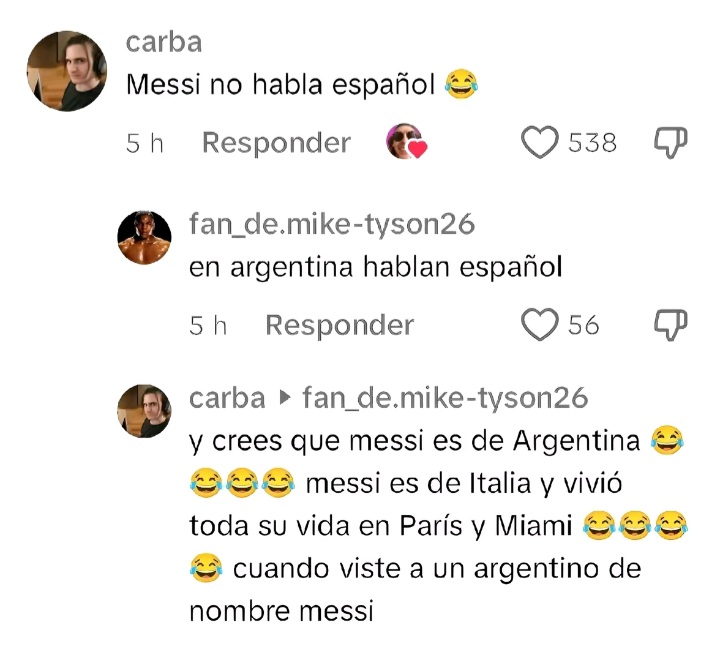 carba
Messi no habla español 😂
5 h Responder 538
fan_de.mike-tyson26
en argentina hablan español
5 h Responder 56
carba ▸ fan_de.mike-tyson26
y crees que messi es de Argentina 😂
😂😂😂 messi es de Italia y vivió
toda su vida en París y Miami 😂😂😂
😂 cuando viste a un argentino de
nombre messi